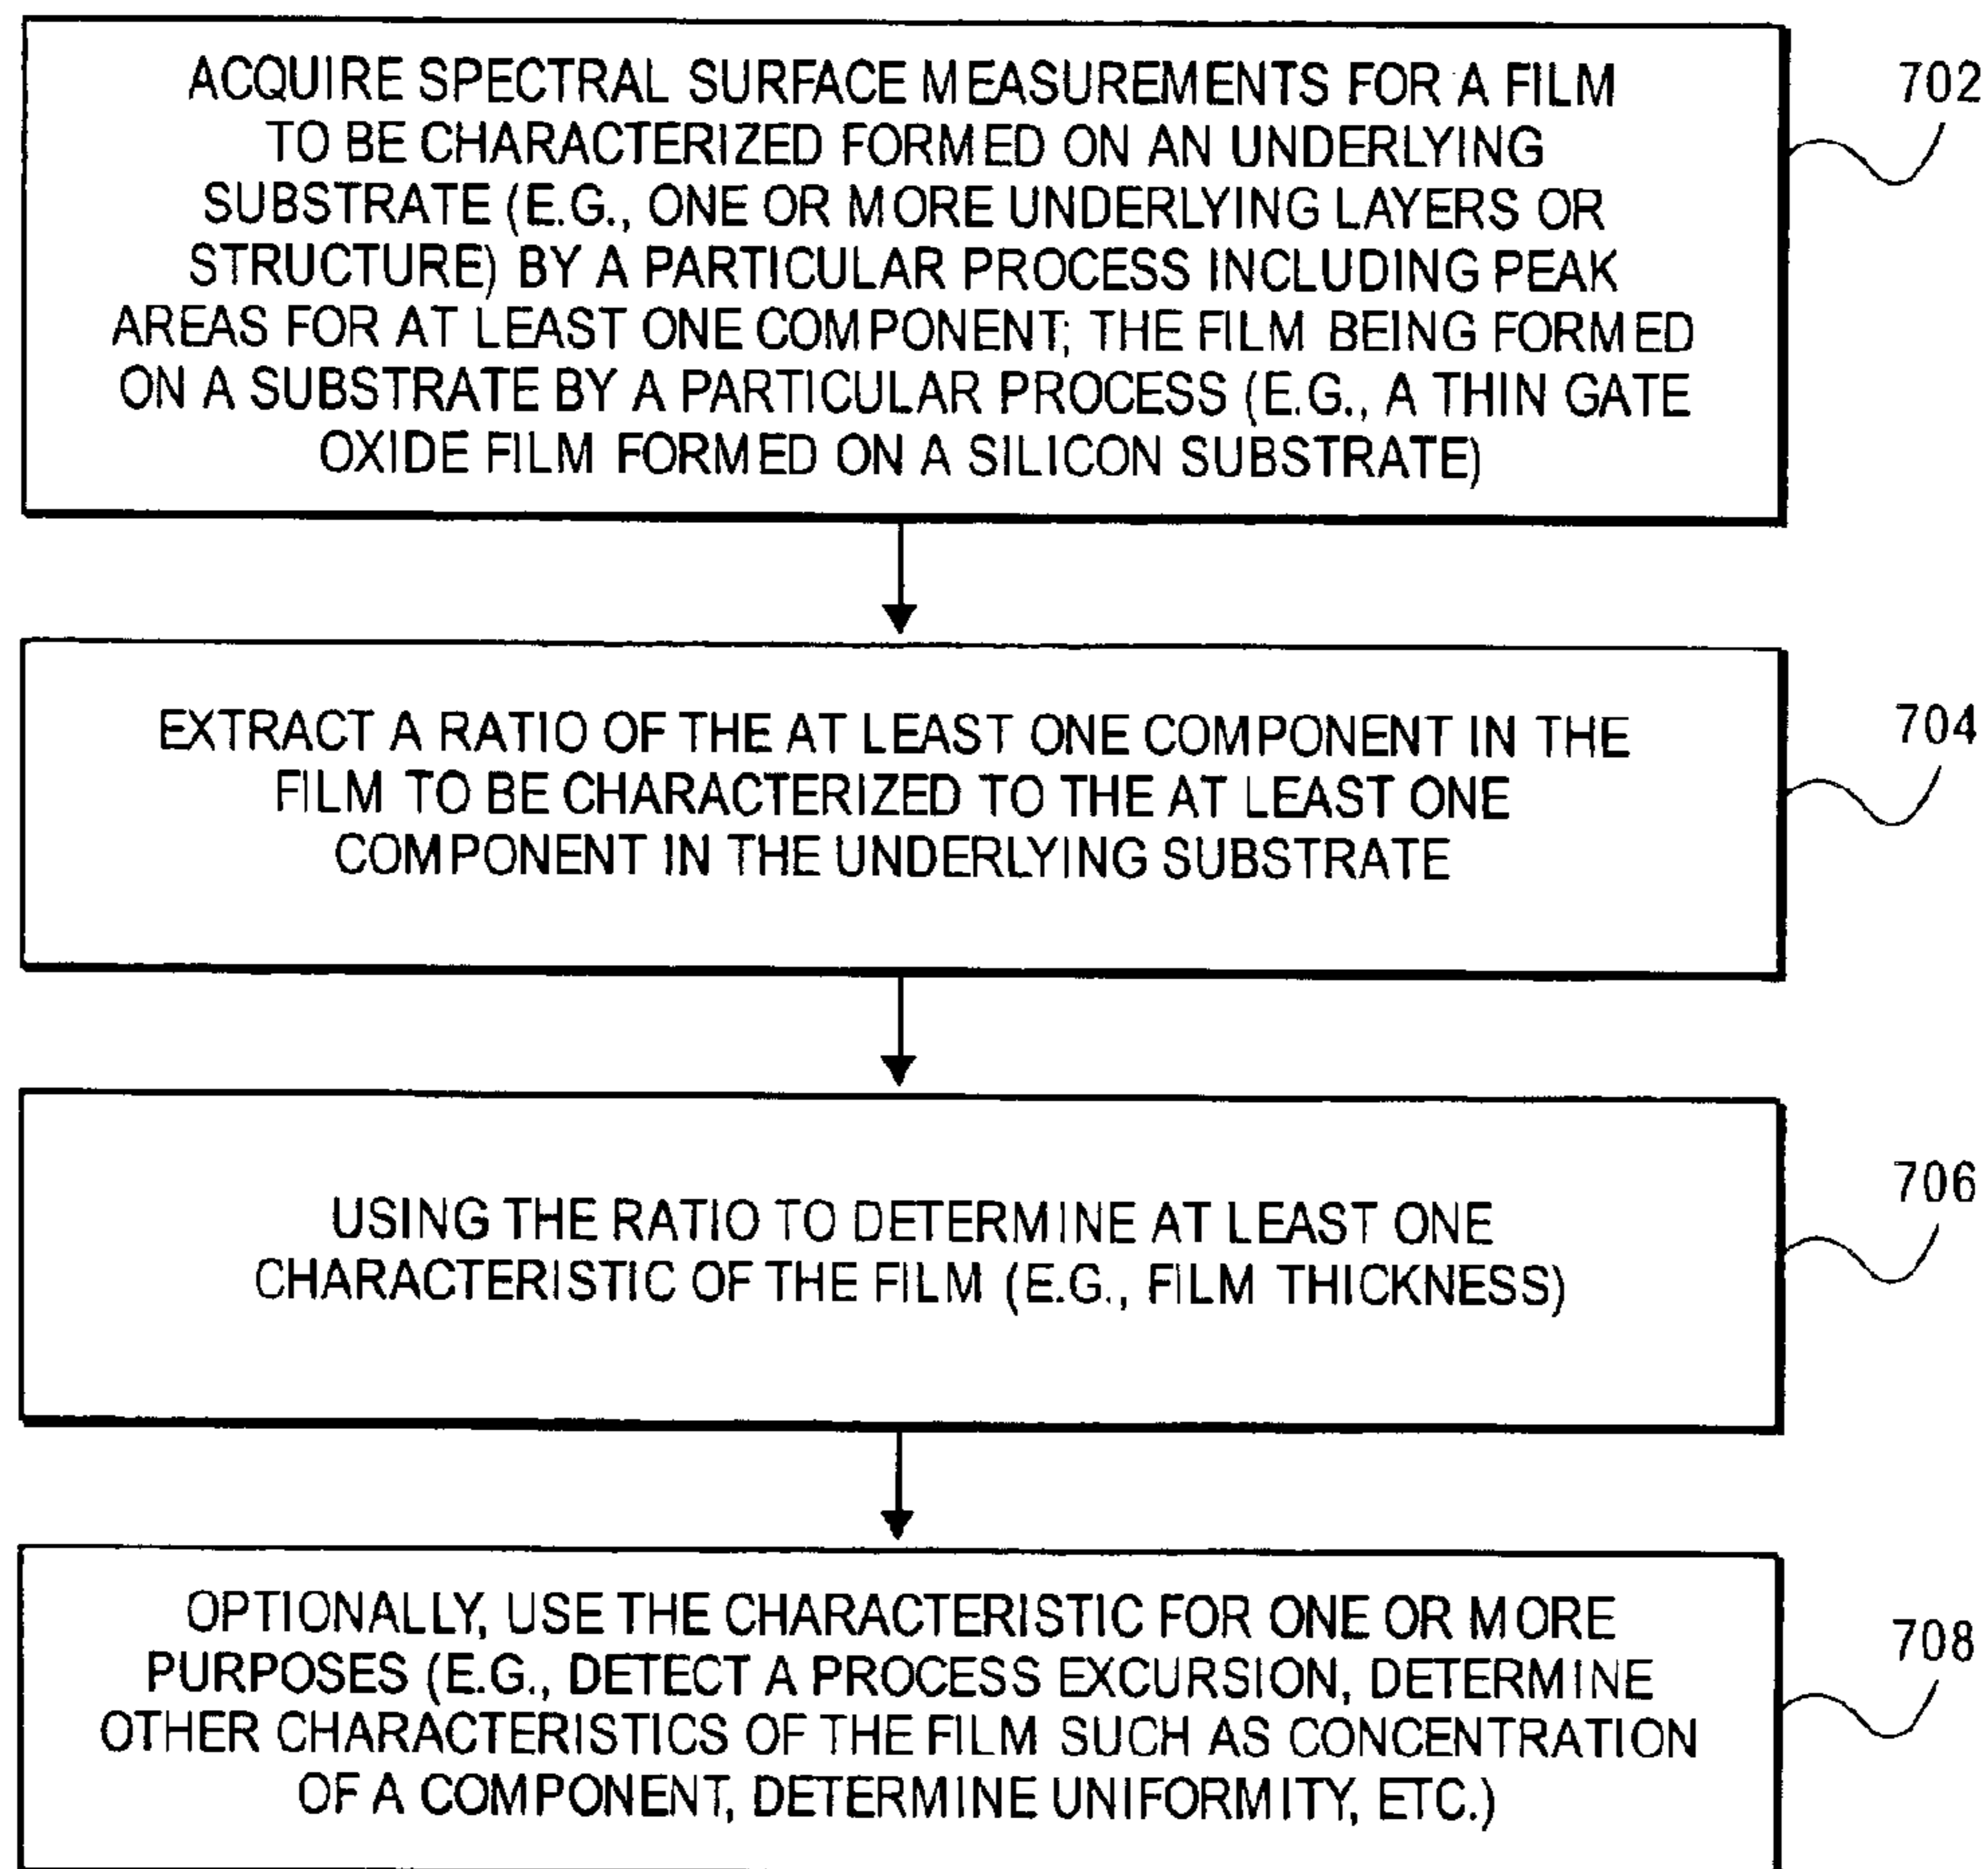 ACQUIRE SPECTRAL SURFACE MEASUREMENTS FOR A FILM
TO BE CHARACTERIZED FORMED ON AN UNDERLYING
SUBSTRATE (E.G., ONE OR MORE UNDERLYING LAYERS OR
STRUCTURE) BY A PARTICULAR PROCESS INCLUDING PEAK
AREAS FOR AT LEAST ONE COMPONENT; THE FILM BEING FORMED
ON A SUBSTRATE BY A PARTICULAR PROCESS (E.G., A THIN GATE
OXIDE FILM FORMED ON A SILICON SUBSTRATE)
702
EXTRACT A RATIO OF THE AT LEAST ONE COMPONENT IN THE
FILM TO BE CHARACTERIZED TO THE AT LEAST ONE
COMPONENT IN THE UNDERLYING SUBSTRATE
704
USING THE RATIO TO DETERMINE AT LEAST ONE
CHARACTERISTIC OF THE FILM (E.G., FILM THICKNESS)
706
OPTIONALLY, USE THE CHARACTERISTIC FOR ONE OR MORE
PURPOSES (E.G., DETECT A PROCESS EXCURSION, DETERMINE
OTHER CHARACTERISTICS OF THE FILM SUCH AS CONCENTRATION
OF A COMPONENT, DETERMINE UNIFORMITY, ETC.)
708